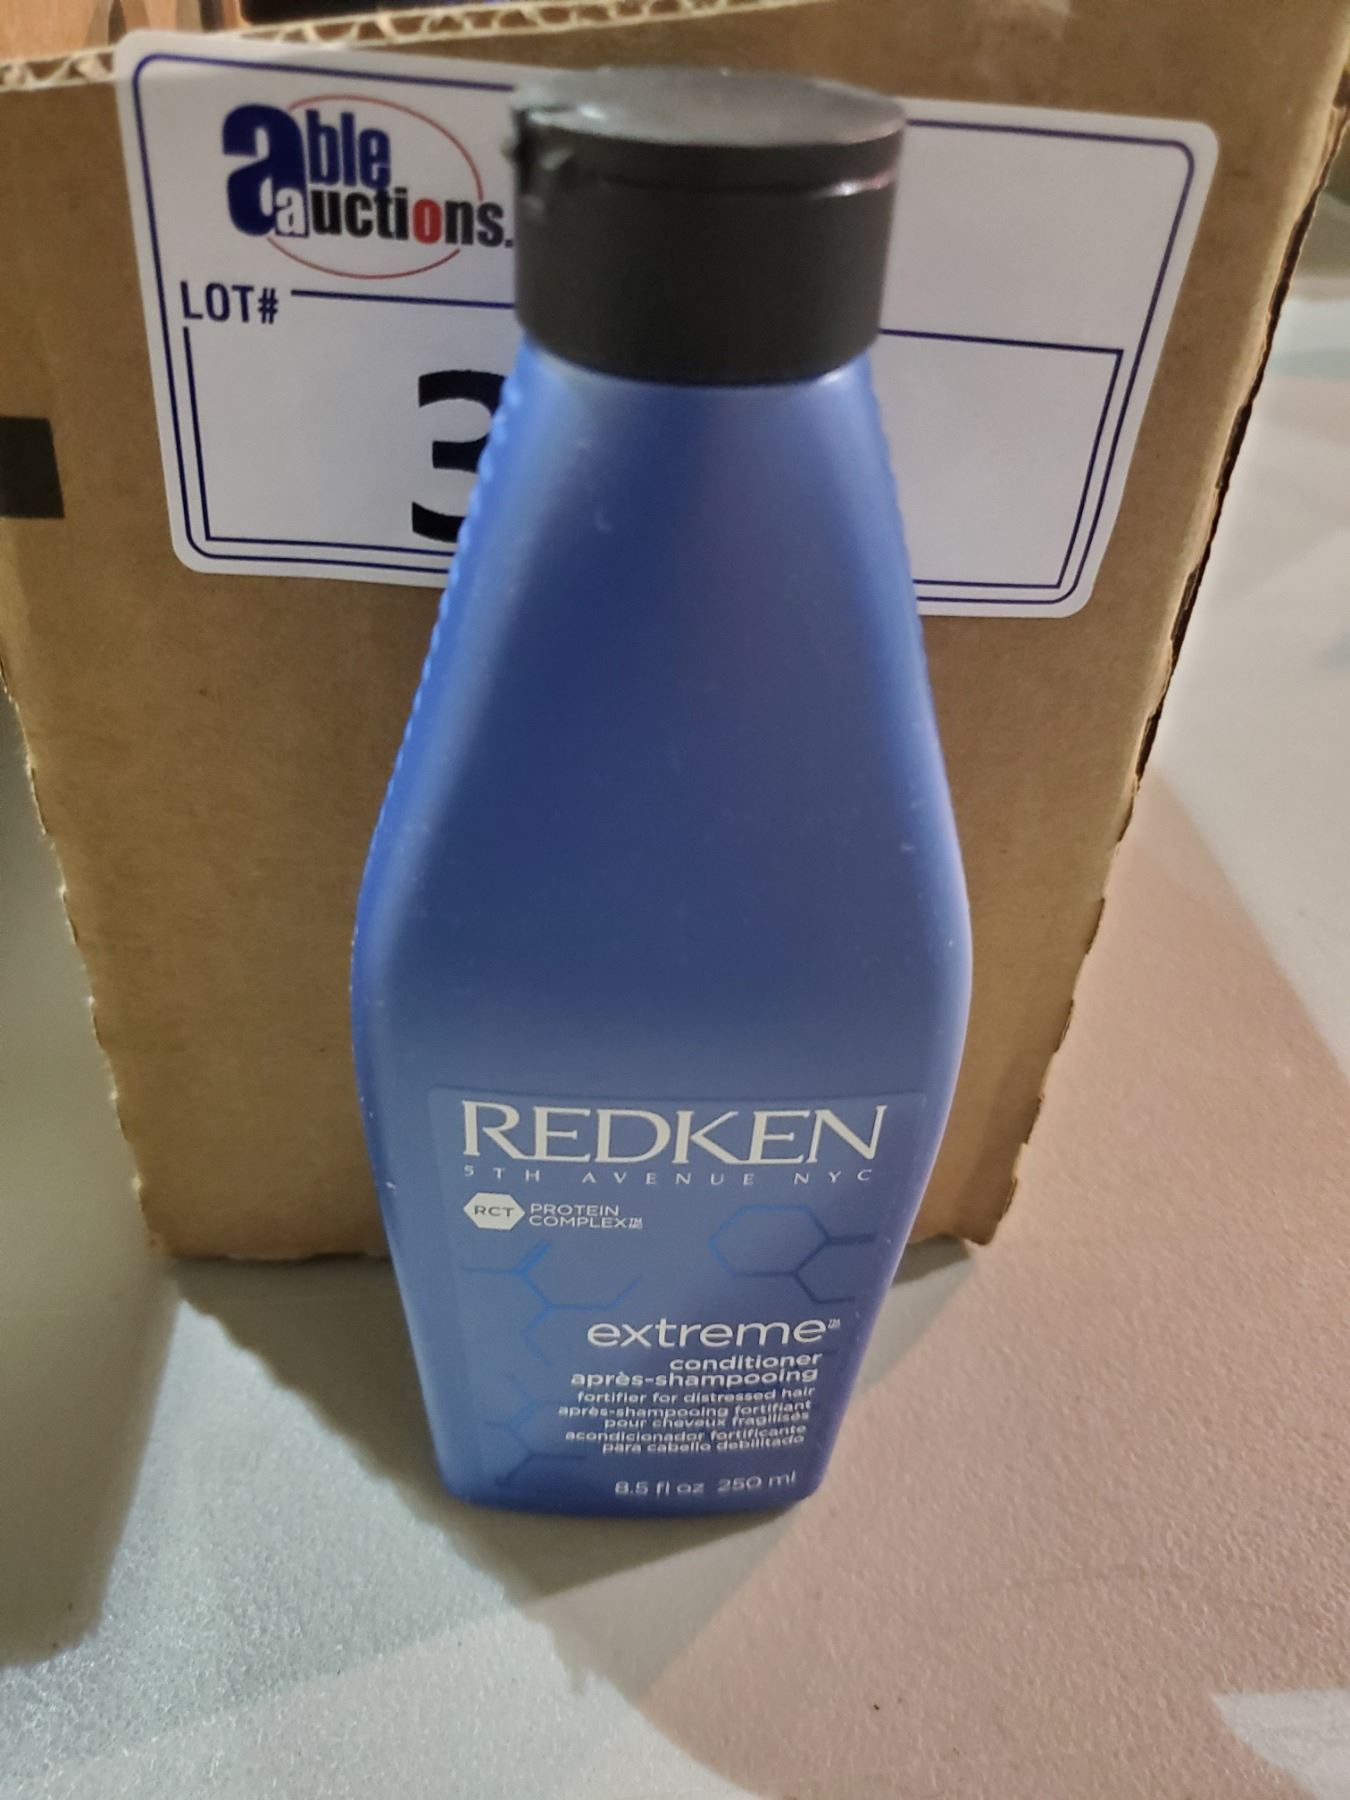 able
auctions.
LOT#
3
REDKEN
5TH AVENUE NYC
RCT PROTEIN
COMPLEX
extreme
conditioner
après-shampooing
fortifier for distressed hair
après-shampooing fortifiant
pour cheveux fragilisés
acondicionador fortificante
para cabello debilitado
8.5 fl oz 250 ml